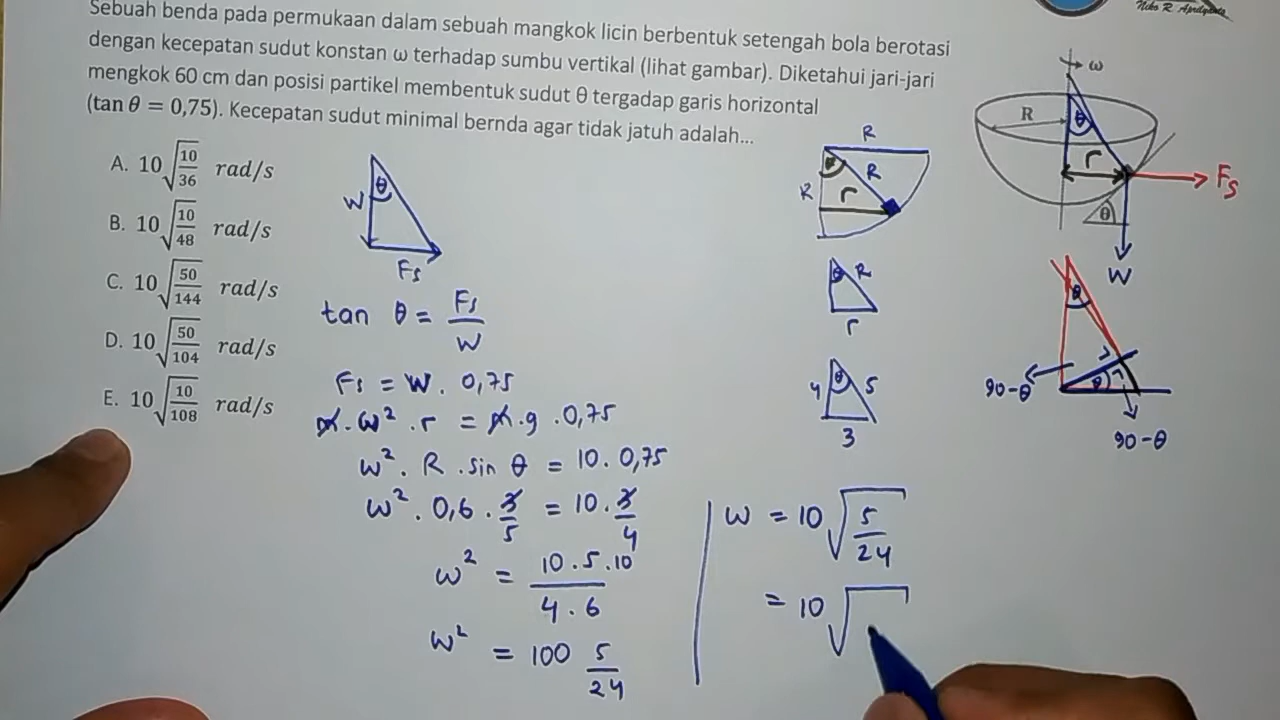 Niko R. Apriliyanto
Sebuah benda pada permukaan dalam sebuah mangkok licin berbentuk setengah bola berotasi
dengan kecepatan sudut konstan ω terhadap sumbu vertikal (lihat gambar). Diketahui jari-jari
mengkok 60 cm dan posisi partikel membentuk sudut θ tergadap garis horizontal
(tan θ = 0,75). Kecepatan sudut minimal bernda agar tidak jatuh adalah...
A. 10√(10/36) rad/s
B. 10√(10/48) rad/s
C. 10√(50/144) rad/s
D. 10√(50/104) rad/s
E. 10√(10/108) rad/s
θ
W
Fs
tan θ = Fs/W
Fs = W. 0,75
m.ω².r = m.g.0,75
ω². R .sin θ = 10. 0,75
ω². 0,6 . 3/5 = 10. 3/4
ω² = 10.5.10/4.6
ω² = 100 5/24
ω = 10√(5/24)
= 10√
R
R
R
r
θ
R
r
θ
4
5
3
ω
R
θ
r
Fs
θ
W
θ
90-θ
θ
90-θ